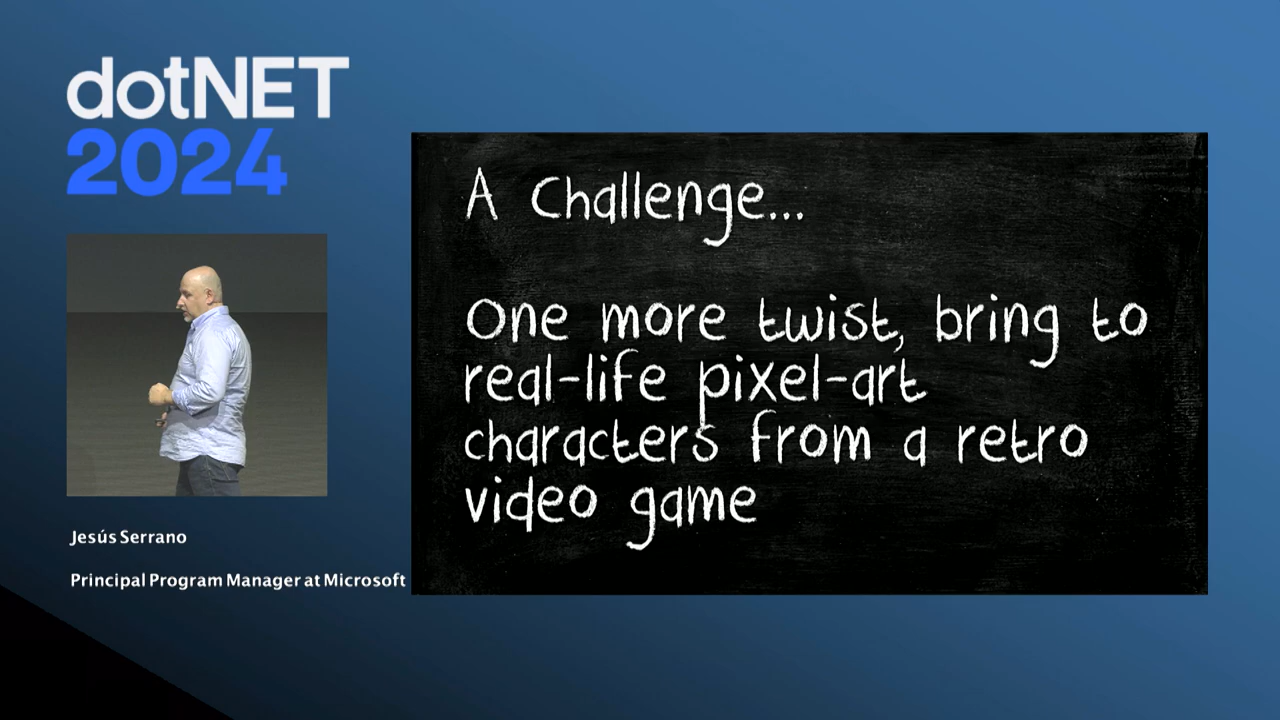 dotNET
2024
A Challenge...
One more twist, bring to
real-life pixel-art
characters from a retro
video game
Jesús Serrano
Principal Program Manager at Microsoft